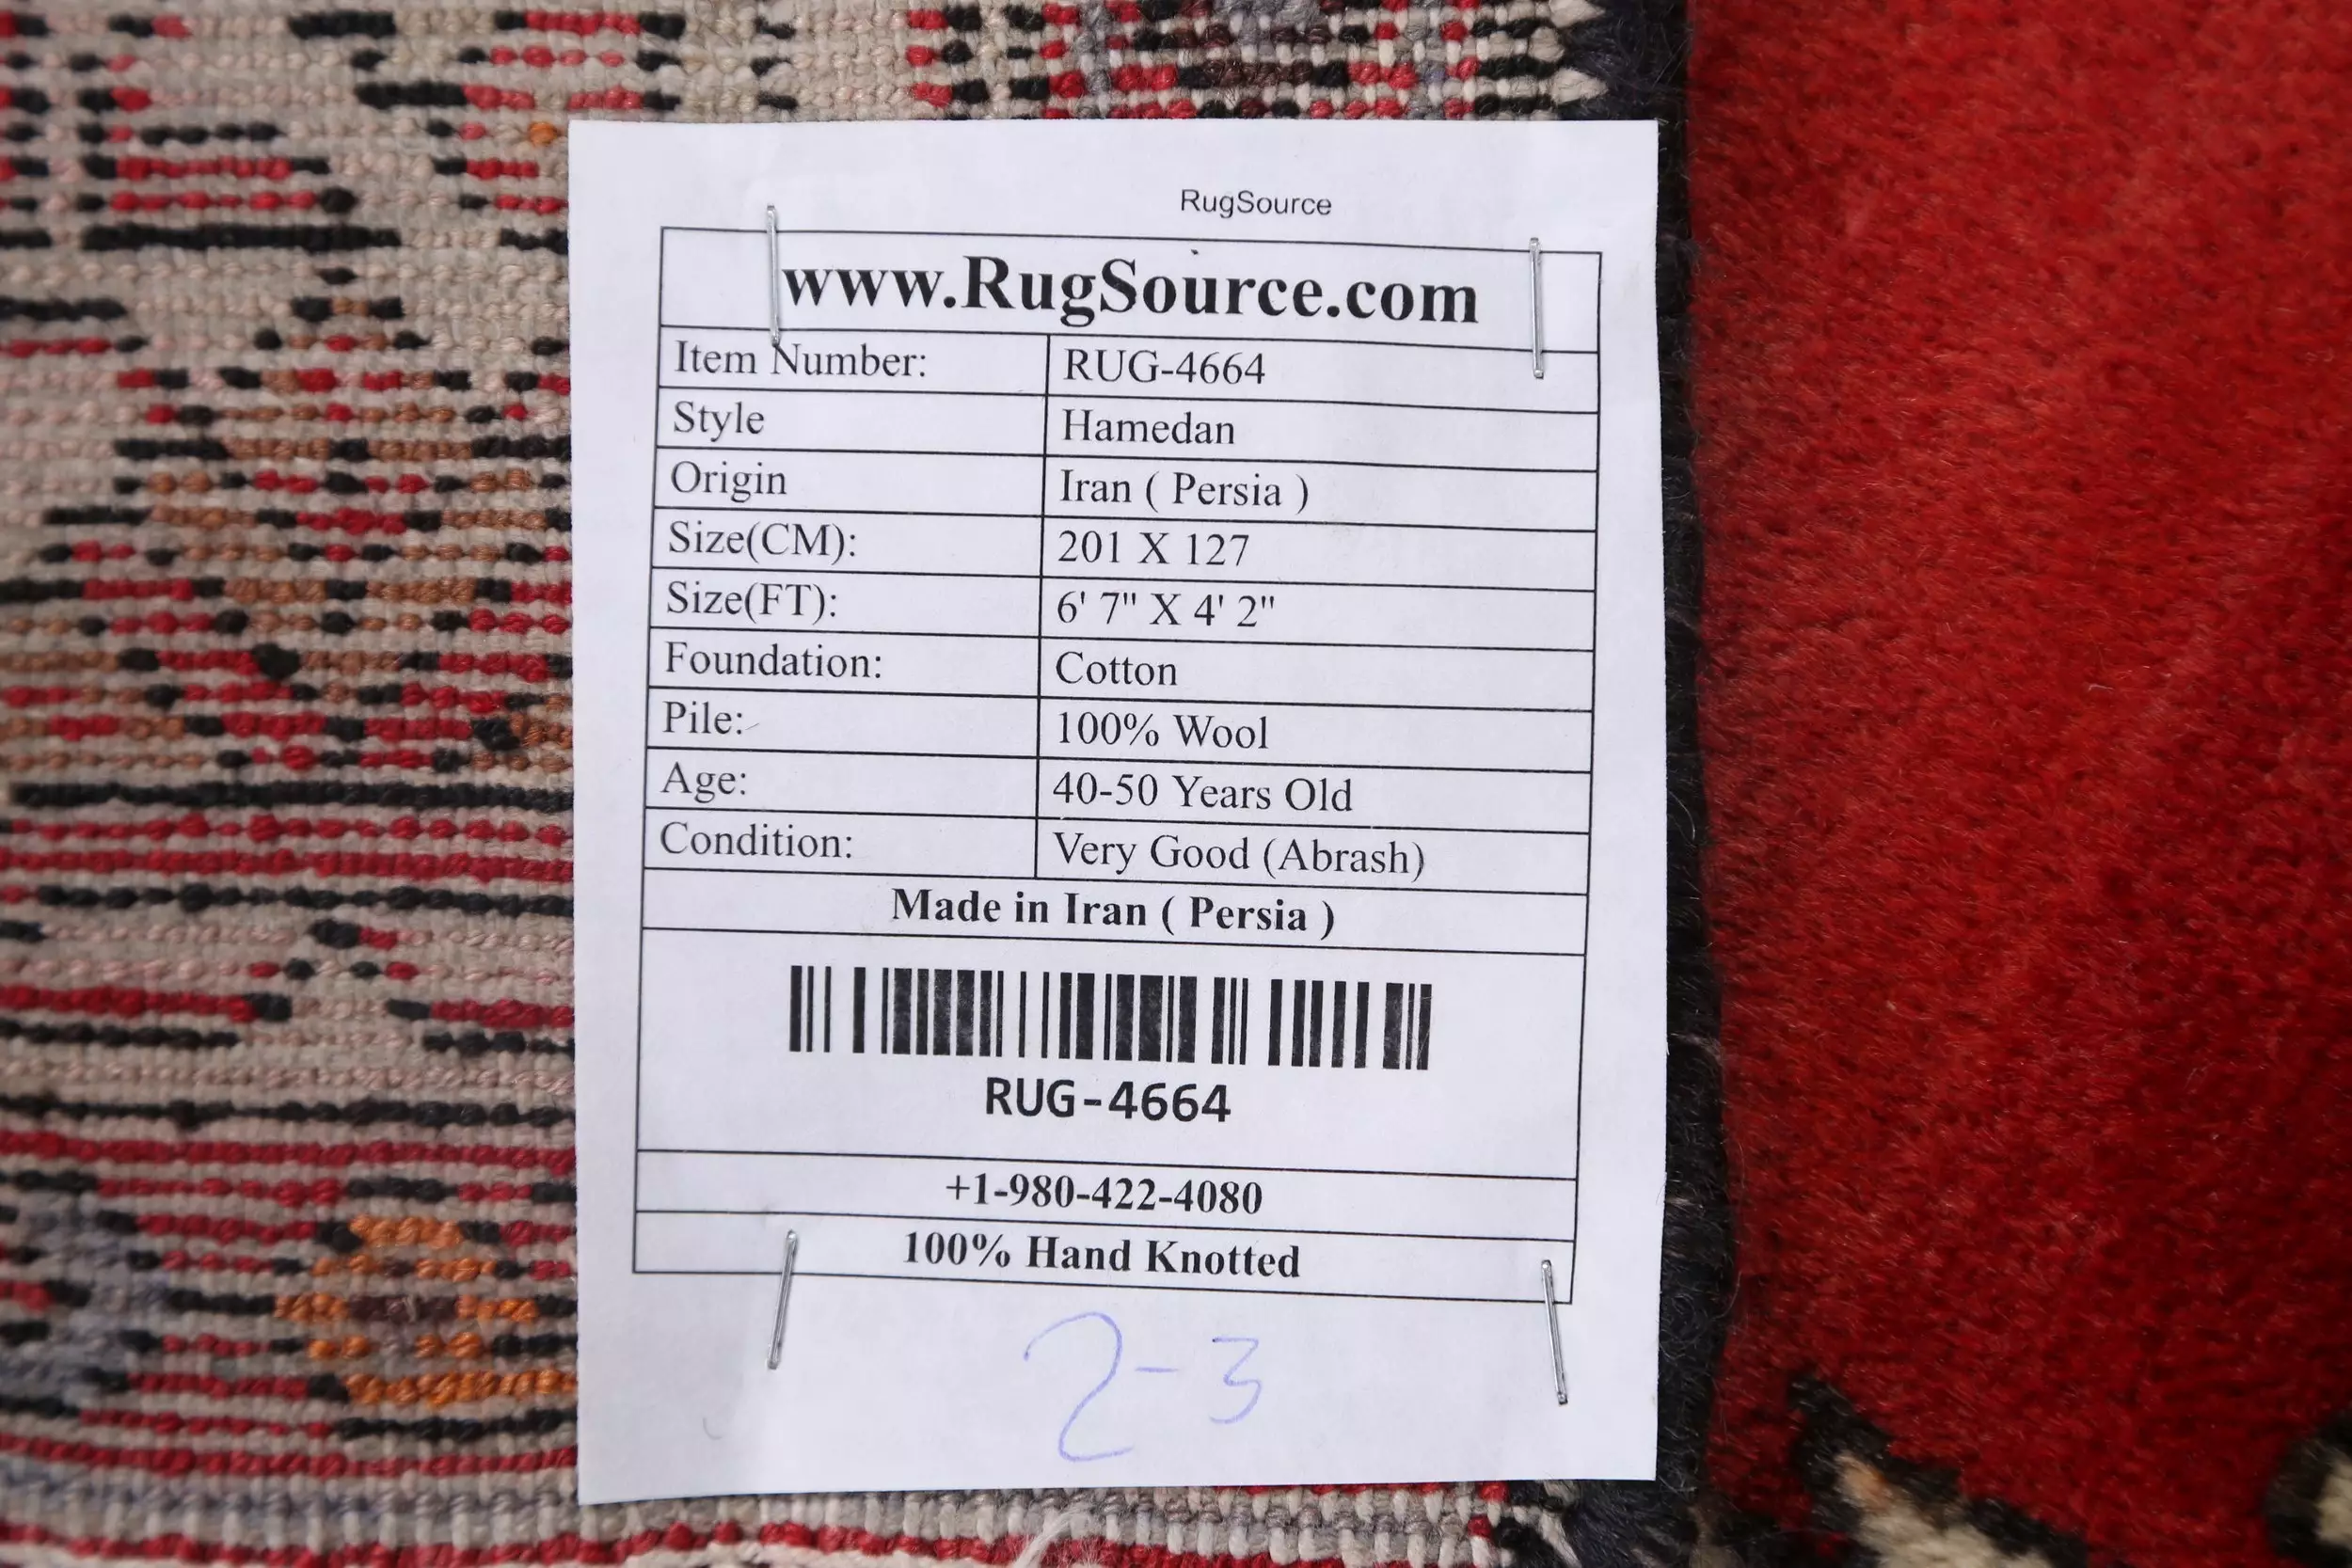 RugSource
www.RugSource.com
Item Number: RUG-4664
Style Hamedan
Origin Iran ( Persia )
Size(CM): 201 X 127
Size(FT): 6' 7" X 4' 2"
Foundation: Cotton
Pile: 100% Wool
Age: 40-50 Years Old
Condition: Very Good (Abrash)
Made in Iran ( Persia )
RUG-4664
+1-980-422-4080
100% Hand Knotted
2-3